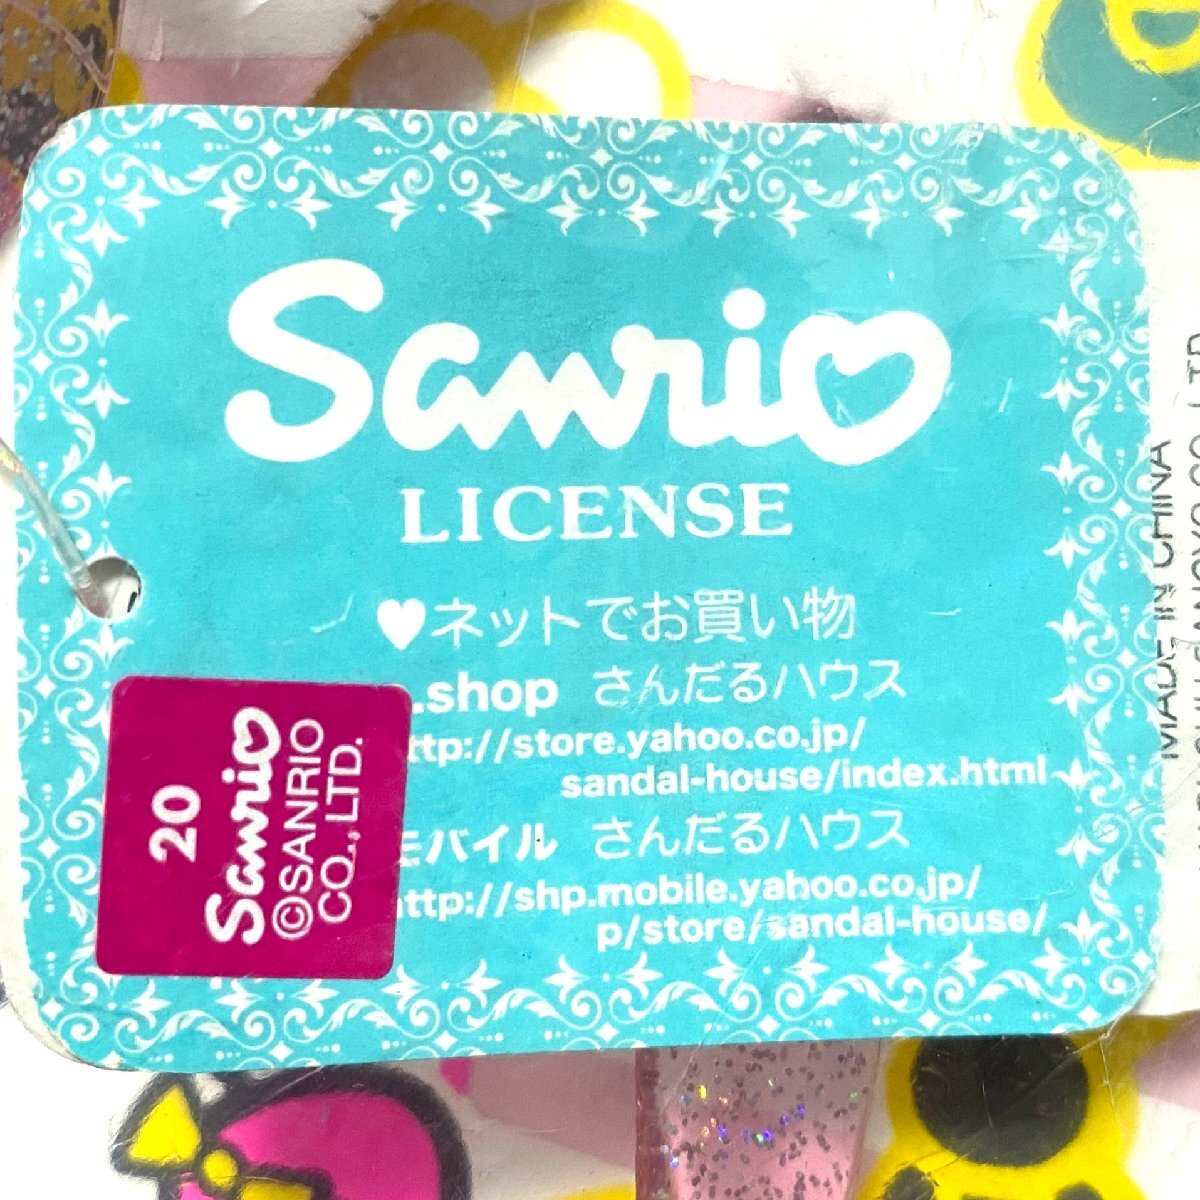 Sanrio
LICENSE
♥ネットでお買い物
.shop さんだるハウス
ttp://store.yahoo.co.jp/
sandal-house/index.html
モバイル さんだるハウス
ttp://shp.mobile.yahoo.co.jp/
p/store/sandal-house/
20
Sanrio
©SANRIO
CO.,LTD.
MADE IN CHINA
CO.,LTD